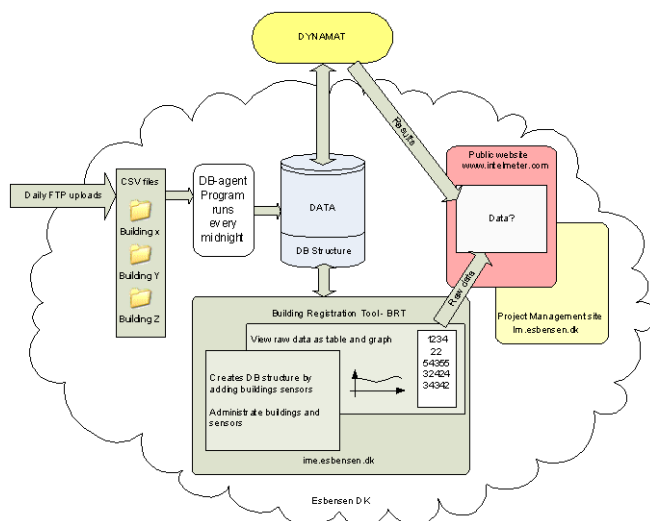 DYNAMAT
Results
Public website
www.intelmeter.com
Data?
Project Management site
Im.esbensen.dk
Daily FTP uploads
CSV files
Building x
Building Y
Building Z
DB-agent
Program
runs
every
midnight
DATA
DB Structure
Raw data
Building Registration Tool- BRT
View raw data as table and graph
1234
22
54355
32424
34342
Creates DB structure by
adding buildings sensors
Administrate buildings and
sensors
ime.esbensen.dk
Esbensen DK